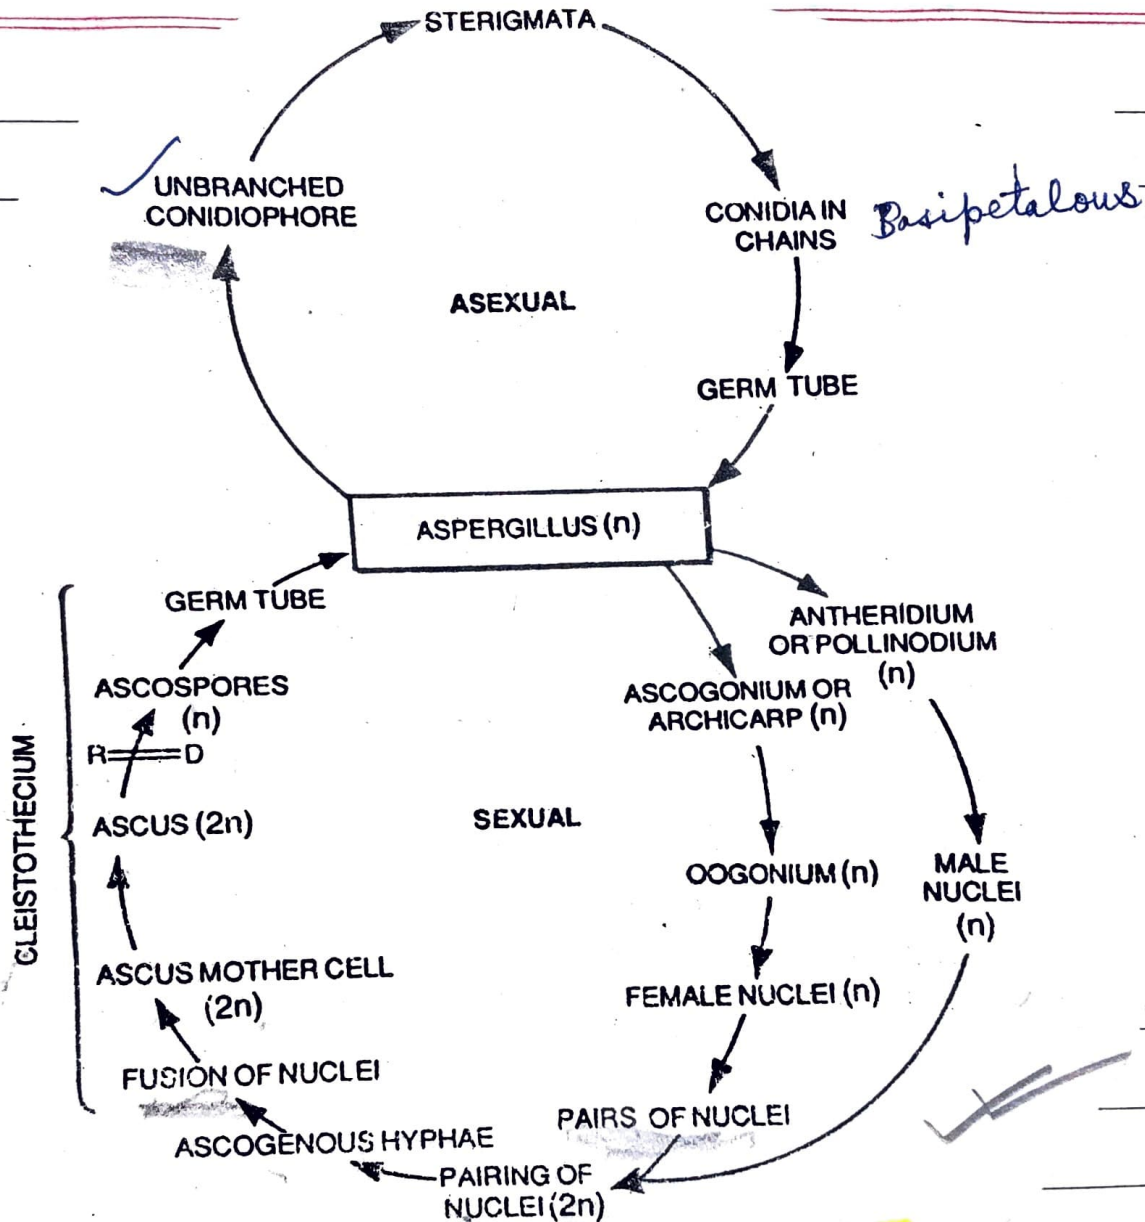 STERIGMATA
UNBRANCHED
CONIDIOPHORE
CONIDIA IN
CHAINS
Basipetalous
ASEXUAL
GERM TUBE
ASPERGILLUS (n)
GERM TUBE
ANTHERIDIUM
OR POLLINODIUM
(n)
ASCOSPORES
(n)
ASCOGONIUM OR
ARCHICARP (n)
R D
CLEISTOTHECIUM
ASCUS (2n)
SEXUAL
OOGONIUM (n)
MALE
NUCLEI
(n)
ASCUS MOTHER CELL
(2n)
FEMALE NUCLEI (n)
FUSION OF NUCLEI
PAIRS OF NUCLEI
ASCOGENOUS HYPHAE
PAIRING OF
NUCLEI (2n)